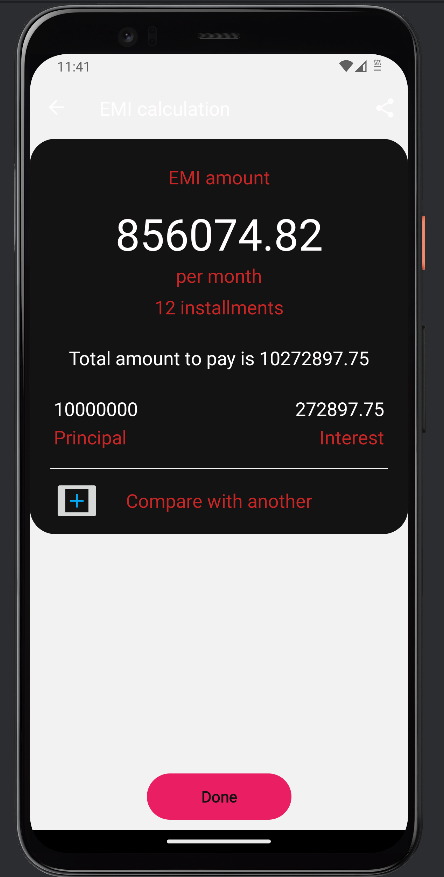 11:41
EMI calculation
EMI amount
856074.82
per month
12 installments
Total amount to pay is 10272897.75
10000000 272897.75
Principal Interest
Compare with another
Done